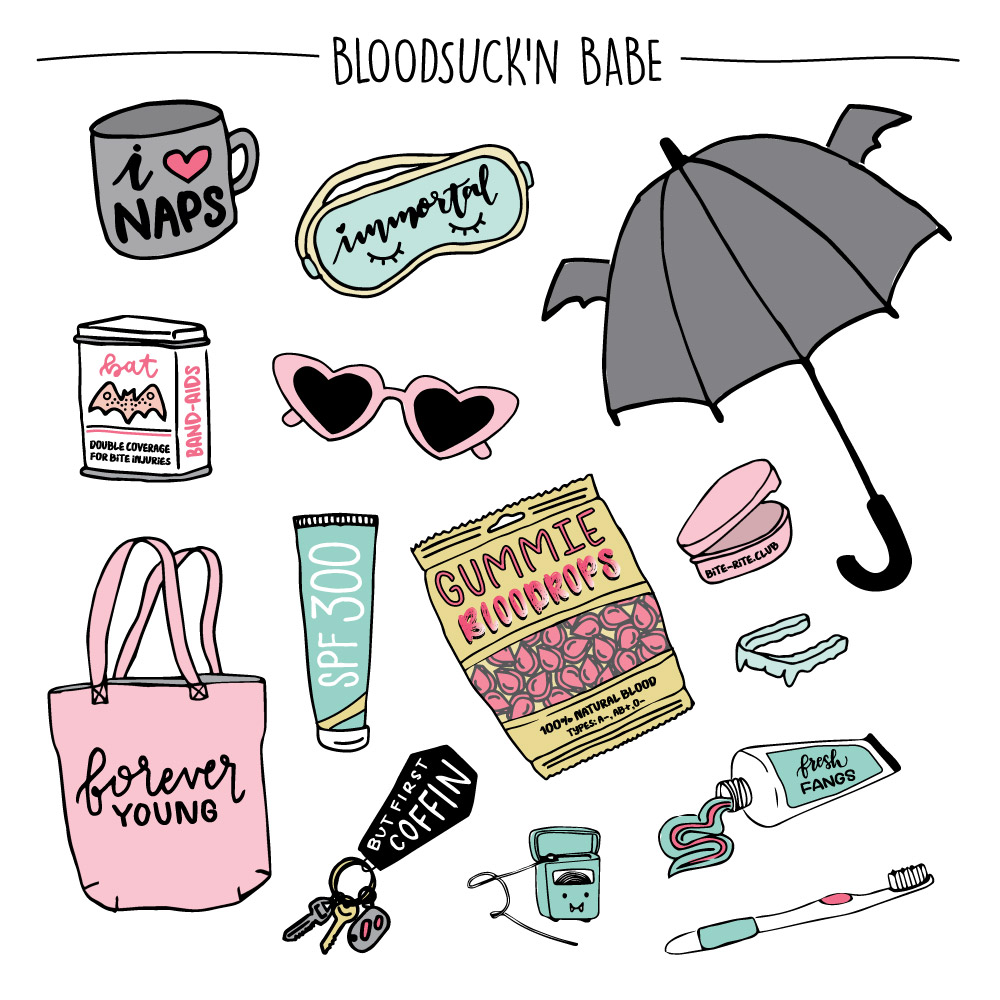 BLOODSUCK'N BABE
i ♥
NAPS
immortal
bat
BAND-AIDS
DOUBLE COVERAGE
FOR BITE INJURIES
GUMMIE
BLOODROPS
100% NATURAL BLOOD
TYPES: A-, AB+, O-
BITE-RITE.CLUB
SPF 300
forever
YOUNG
BUT FIRST
COFFIN
fresh
FANGS